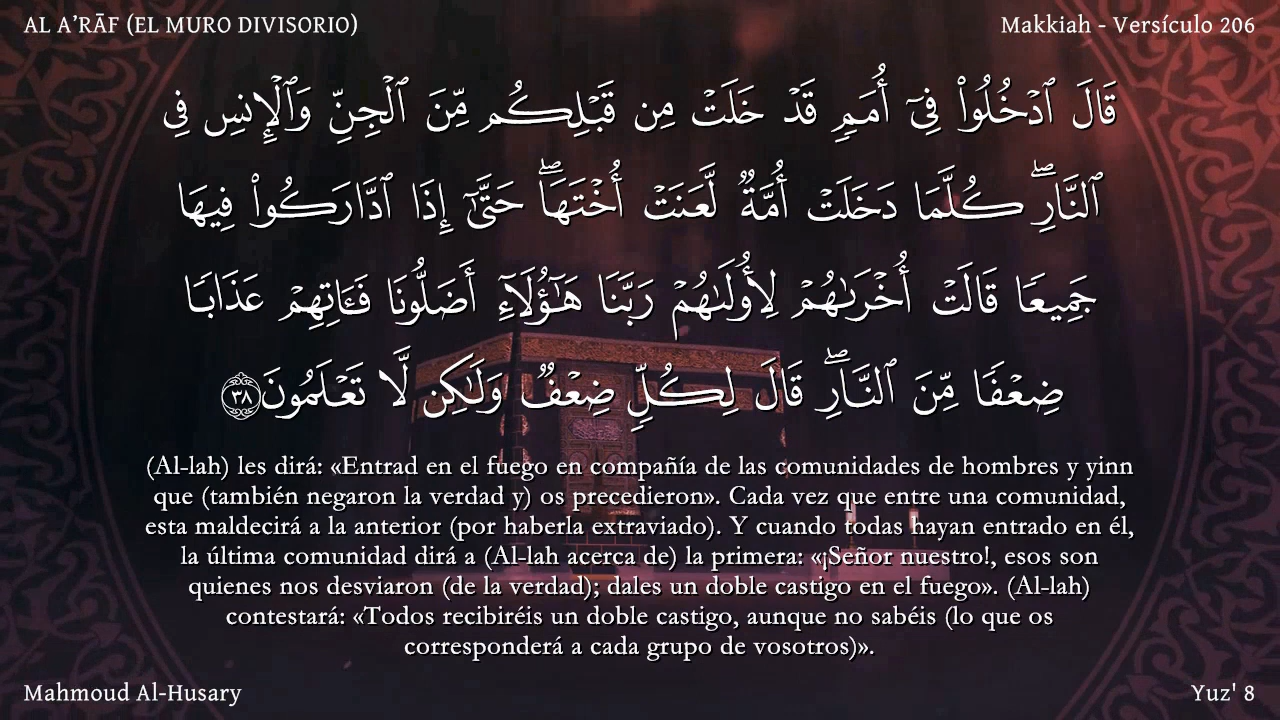 AL A’RĀF (EL MURO DIVISORIO)
Makkiah - Versículo 206
قَالَ ٱدْخُلُوا۟ فِىٓ أُمَمٍ قَدْ خَلَتْ مِن قَبْلِكُم مِّنَ ٱلْجِنِّ وَٱلْإِنسِ فِى
ٱلنَّارِ ۖ كُلَّمَا دَخَلَتْ أُمَّةٌ لَّعَنَتْ أُخْتَهَا ۖ حَتَّىٰٓ إِذَا ٱدَّارَكُوا۟ فِيهَا
جَمِيعًا قَالَتْ أُخْرَىٰهُمْ لِأُولَىٰهُمْ رَبَّنَا هَٰٓؤُلَآءِ أَضَلُّونَا فَـَٔاتِهِمْ عَذَابًا
ضِعْفًا مِّنَ ٱلنَّارِ ۖ قَالَ لِكُلٍّ ضِعْفٌ وَلَٰكِن لَّا تَعْلَمُونَ ٣٨
(Al-lah) les dirá: «Entrad en el fuego en compañía de las comunidades de hombres y yinn
que (también negaron la verdad y) os precedieron». Cada vez que entre una comunidad,
esta maldecirá a la anterior (por haberla extraviado). Y cuando todas hayan entrado en él,
la última comunidad dirá a (Al-lah acerca de) la primera: «¡Señor nuestro!, esos son
quienes nos desviaron (de la verdad); dales un doble castigo en el fuego». (Al-lah)
contestará: «Todos recibiréis un doble castigo, aunque no sabéis (lo que os
corresponderá a cada grupo de vosotros)».
Mahmoud Al-Husary
Yuz' 8